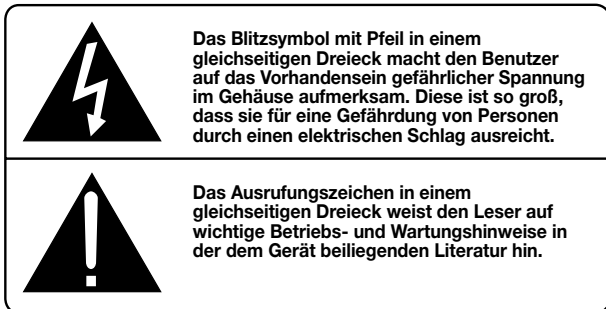 Das Blitzsymbol mit Pfeil in einem
gleichseitigen Dreieck macht den Benutzer
auf das Vorhandensein gefährlicher Spannung
im Gehäuse aufmerksam. Diese ist so groß,
dass sie für eine Gefährdung von Personen
durch einen elektrischen Schlag ausreicht.
Das Ausrufungszeichen in einem
gleichseitigen Dreieck weist den Leser auf
wichtige Betriebs- und Wartungshinweise in
der dem Gerät beiliegenden Literatur hin.